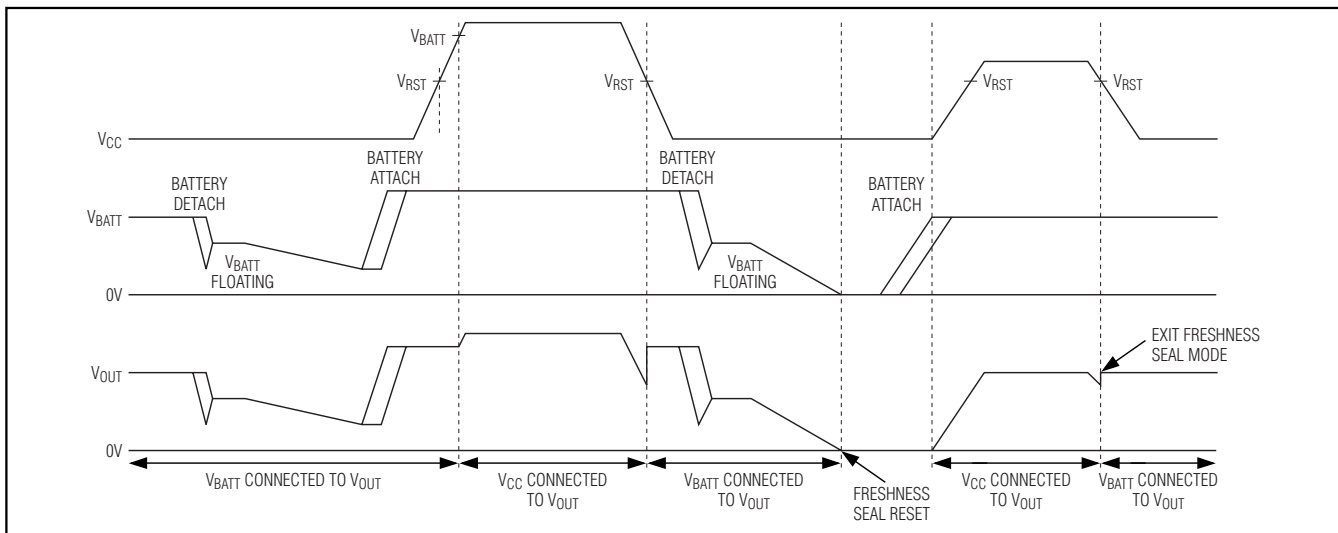 VBATT
VRST
VRST
VRST
VRST
VCC
BATTERY
DETACH
BATTERY
ATTACH
BATTERY
DETACH
BATTERY
ATTACH
VBATT
VBATT
FLOATING
VBATT
FLOATING
0V
EXIT FRESHNESS
SEAL MODE
VOUT
0V
VBATT CONNECTED TO VOUT
VCC CONNECTED
TO VOUT
VBATT CONNECTED
TO VOUT
FRESHNESS
SEAL RESET
VCC CONNECTED
TO VOUT
VBATT CONNECTED
TO VOUT